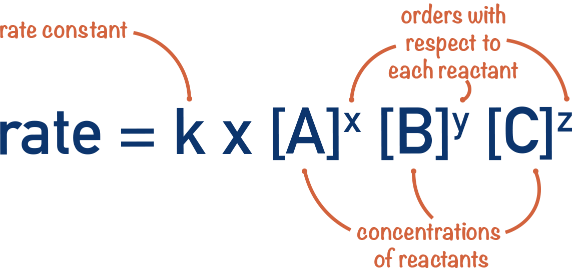 rate constant
orders with
respect to
each reactant
rate = k x [A]ˣ [B]ʸ [C]ᶻ
concentrations
of reactants